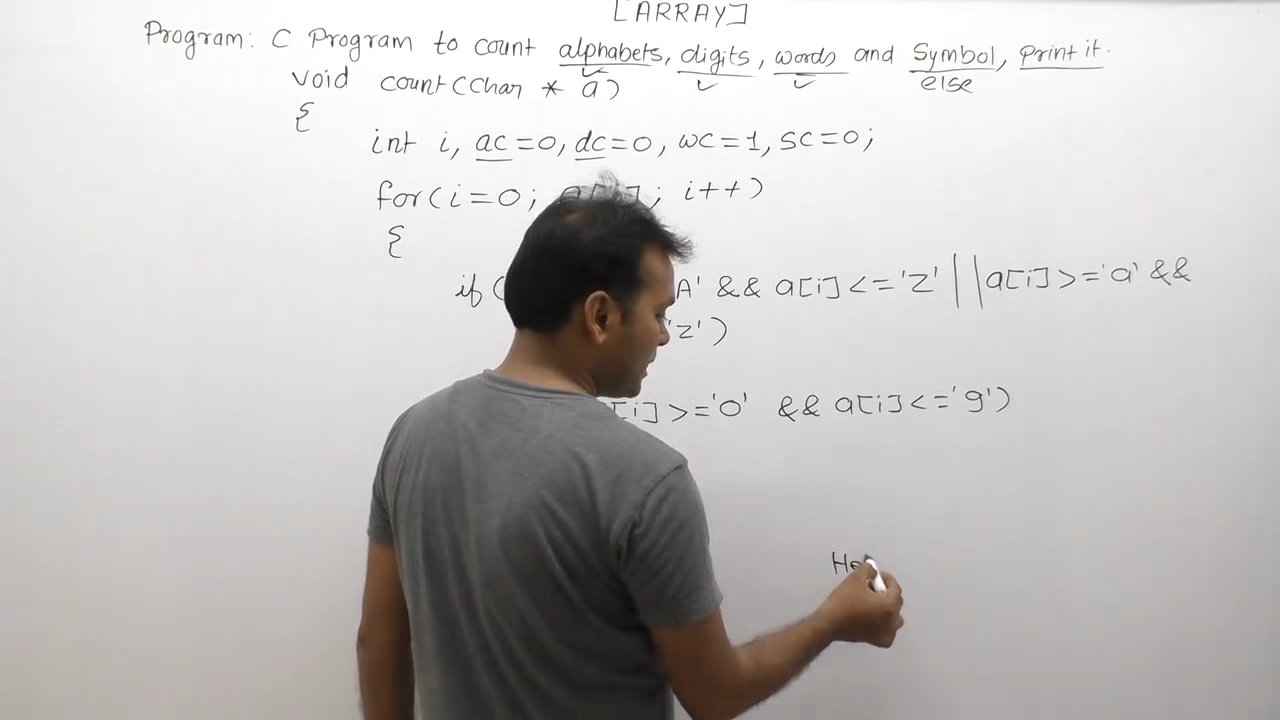 [ARRAY]
Program: C Program to count alphabets, digits, words and Symbol, print it.
else
void count(char * a)
{
int i, ac=0, dc=0, wc=1, sc=0;
for(i=0; a[i]; i++)
{
if( A' && a[i]<='Z' || a[i]>='a' &&
'z')
[i]>='0' && a[i]<='9')
He